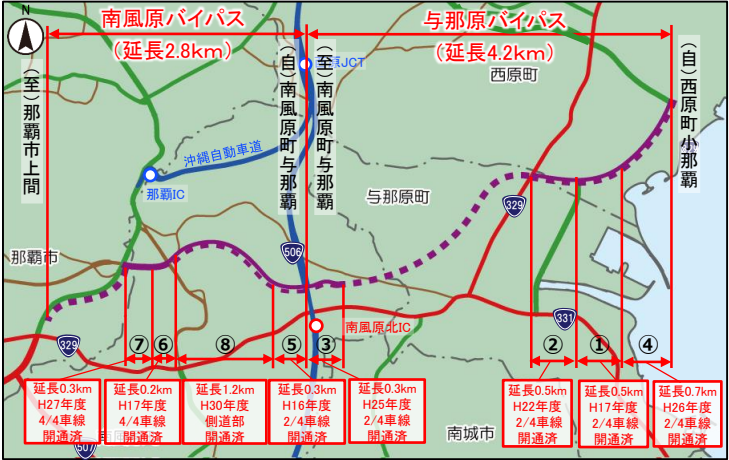 N
南風原バイパス
(延長2.8km)
与那原バイパス
(延長4.2km)
(至)那覇市上間
(自)南風原町与那覇
(至)南風原町与那覇
(自)西原町小那覇
原JCT
西原町
沖縄自動車道
那覇IC
与那原町
那覇市
329
506
329
331
南風原北IC
⑦
⑥
⑧
⑤
③
②
①
④
延長0.3km
H27年度
4/4車線
開通済
延長0.2km
H17年度
4/4車線
開通済
延長1.2km
H30年度
側道部
開通済
延長0.3km
H16年度
2/4車線
開通済
延長0.3km
H25年度
2/4車線
開通済
延長0.5km
H22年度
2/4車線
開通済
延長0.5km
H17年度
2/4車線
開通済
延長0.7km
H26年度
2/4車線
開通済
南城市
507